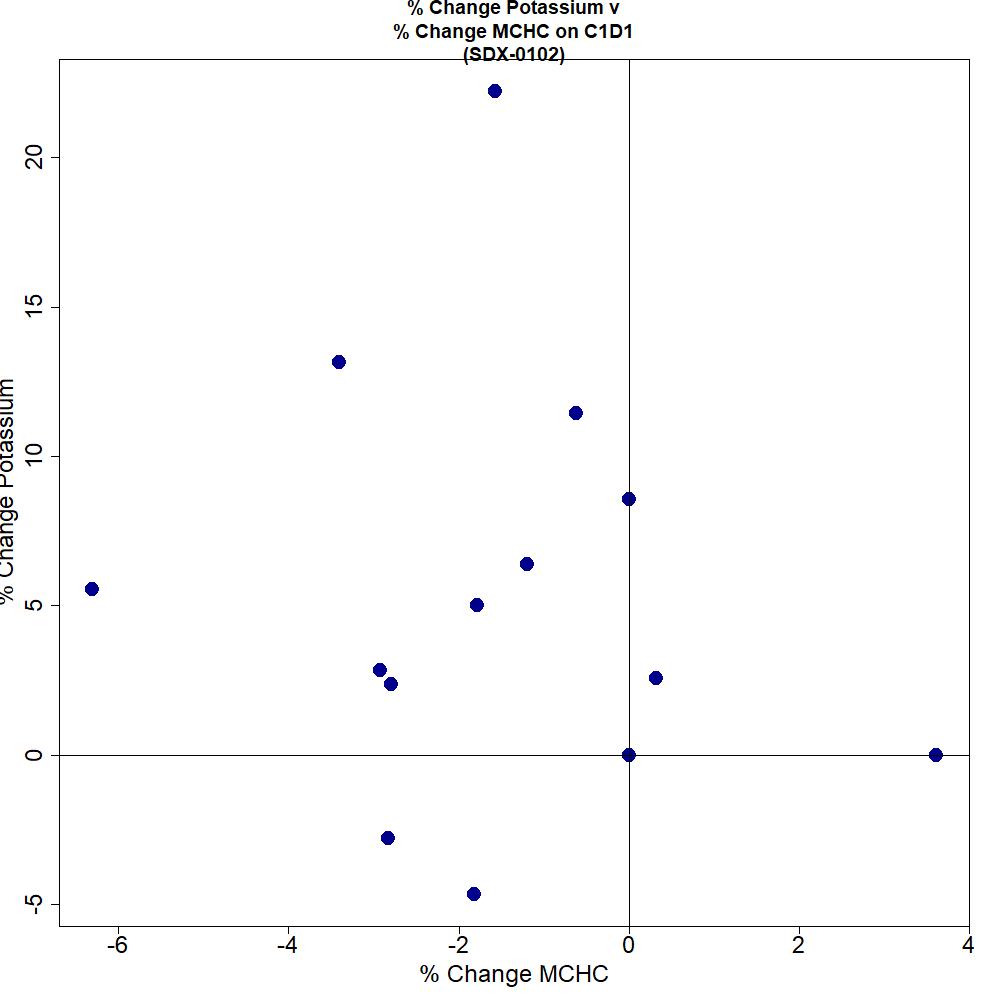 % Change Potassium v
% Change MCHC on C1D1
(SDX-0102)
% Change Potassium
20
15
10
5
0
-5
-6
-4
-2
0
2
4
% Change MCHC